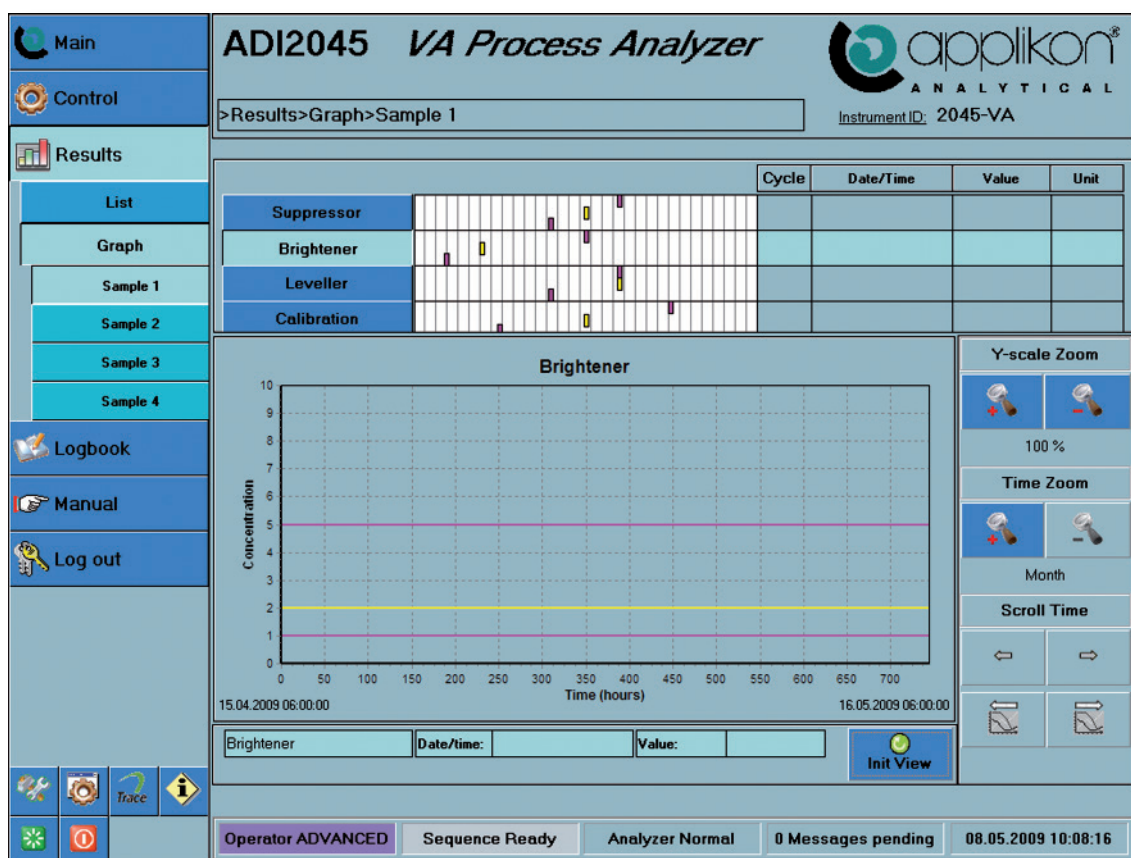 Main
Control
Results
List
Graph
Sample 1
Sample 2
Sample 3
Sample 4
Logbook
Manual
Log out
Trace
ADI2045 VA Process Analyzer
applikon®
ANALYTICAL
>Results>Graph>Sample 1
Instrument ID: 2045-VA
Cycle Date/Time Value Unit
Suppressor
Brightener
Leveller
Calibration
Brightener
Concentration
10
9
8
7
6
5
4
3
2
1
0
0 50 100 150 200 250 300 350 400 450 500 550 600 650 700
Time (hours)
15.04.2009 06:00:00 16.05.2009 06:00:00
Y-scale Zoom
100 %
Time Zoom
Month
Scroll Time
Brightener Date/time: Value:
Init View
Operator ADVANCED Sequence Ready Analyzer Normal 0 Messages pending 08.05.2009 10:08:16